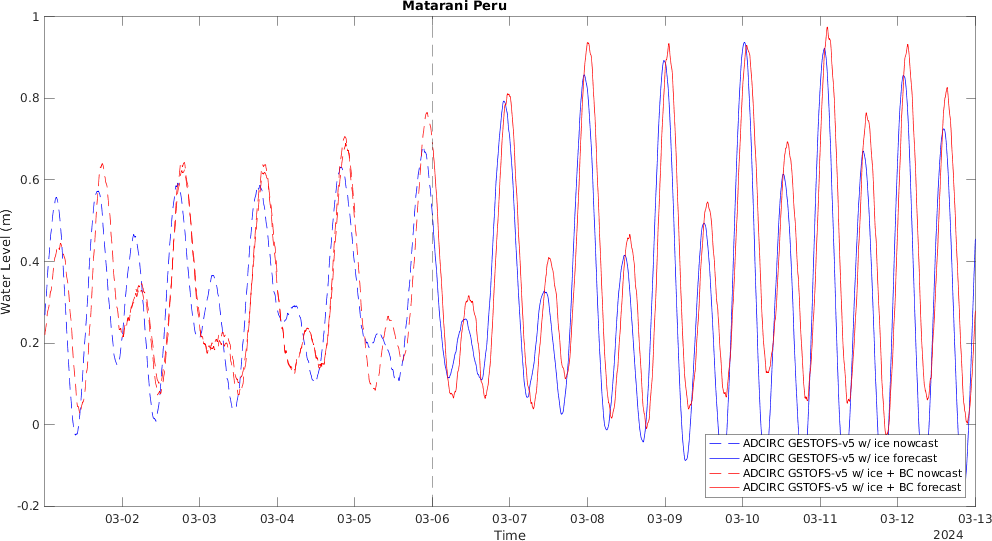 Matarani Peru
Water Level (m)
1
0.8
0.6
0.4
0.2
0
-0.2
ADCIRC GESTOFS-v5 w/ ice nowcast
ADCIRC GESTOFS-v5 w/ ice forecast
ADCIRC GSTOFS-v5 w/ ice + BC nowcast
ADCIRC GSTOFS-v5 w/ ice + BC forecast
03-02 03-03 03-04 03-05 03-06 03-07 03-08 03-09 03-10 03-11 03-12 03-13
Time
2024